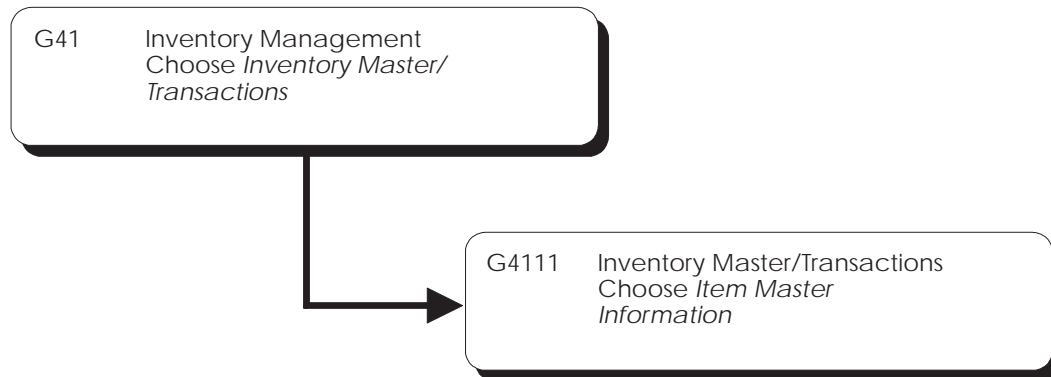 G41 Inventory Management
Choose Inventory Master/
Transactions
G4111 Inventory Master/Transactions
Choose Item Master
Information